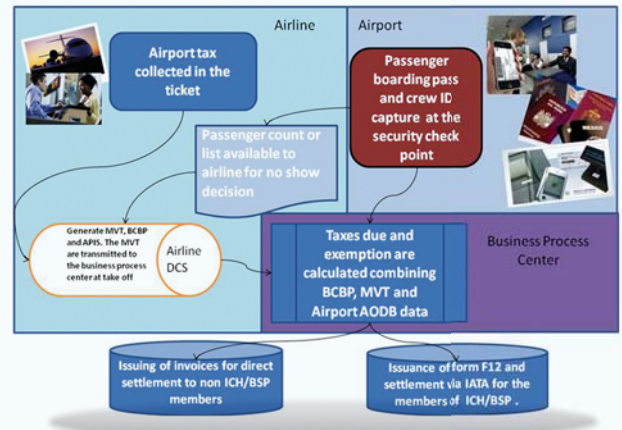 Airline
Airport
Airport tax
collected in the
ticket
Passenger
boarding pass
and crew ID
capture at the
security check
point
Passenger count or
list available to
airline for no show
decision
Generate MVT, BCBP
and APIS. The MVT
are transmitted to
the business process
center at take off
Airline
DCS
Taxes due and
exemption are
calculated combining
BCBP, MVT and
Airport AODB data
Business Process
Center
Issuing of invoices for direct
settlement to non ICH/BSP
members
Issuance of form F12 and
settlement via IATA for the
members of ICH/BSP .